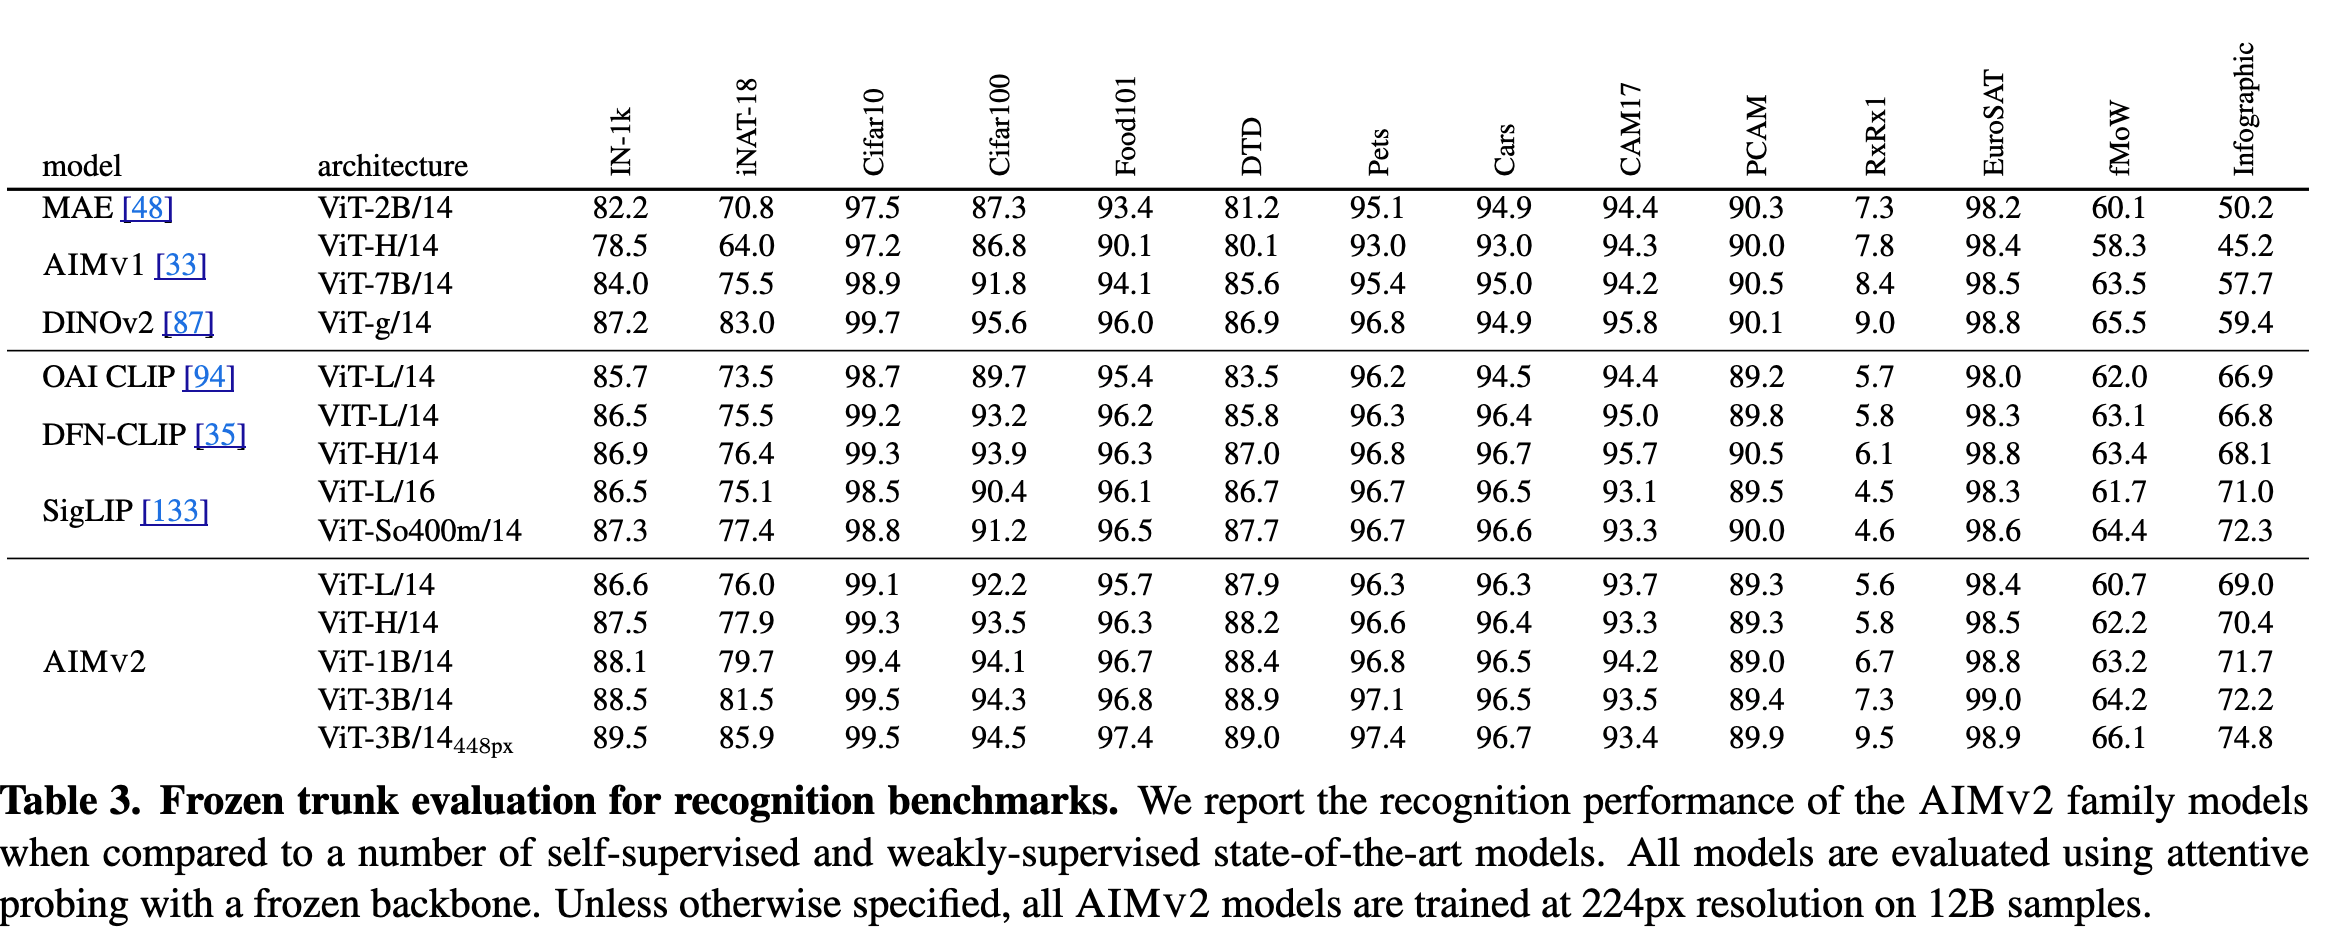 model architecture IN-1k iNAT-18 Cifar10 Cifar100 Food101 DTD Pets Cars CAM17 PCAM RxRx1 EuroSAT fMoW Infographic
MAE [48] ViT-2B/14 82.2 70.8 97.5 87.3 93.4 81.2 95.1 94.9 94.4 90.3 7.3 98.2 60.1 50.2
AIMV1 [33] ViT-H/14 78.5 64.0 97.2 86.8 90.1 80.1 93.0 93.0 94.3 90.0 7.8 98.4 58.3 45.2
ViT-7B/14 84.0 75.5 98.9 91.8 94.1 85.6 95.4 95.0 94.2 90.5 8.4 98.5 63.5 57.7
DINOv2 [87] ViT-g/14 87.2 83.0 99.7 95.6 96.0 86.9 96.8 94.9 95.8 90.1 9.0 98.8 65.5 59.4
OAI CLIP [94] ViT-L/14 85.7 73.5 98.7 89.7 95.4 83.5 96.2 94.5 94.4 89.2 5.7 98.0 62.0 66.9
DFN-CLIP [35] VIT-L/14 86.5 75.5 99.2 93.2 96.2 85.8 96.3 96.4 95.0 89.8 5.8 98.3 63.1 66.8
ViT-H/14 86.9 76.4 99.3 93.9 96.3 87.0 96.8 96.7 95.7 90.5 6.1 98.8 63.4 68.1
SigLIP [133] ViT-L/16 86.5 75.1 98.5 90.4 96.1 86.7 96.7 96.5 93.1 89.5 4.5 98.3 61.7 71.0
ViT-So400m/14 87.3 77.4 98.8 91.2 96.5 87.7 96.7 96.6 93.3 90.0 4.6 98.6 64.4 72.3
AIMV2 ViT-L/14 86.6 76.0 99.1 92.2 95.7 87.9 96.3 96.3 93.7 89.3 5.6 98.4 60.7 69.0
ViT-H/14 87.5 77.9 99.3 93.5 96.3 88.2 96.6 96.4 93.3 89.3 5.8 98.5 62.2 70.4
ViT-1B/14 88.1 79.7 99.4 94.1 96.7 88.4 96.8 96.5 94.2 89.0 6.7 98.8 63.2 71.7
ViT-3B/14 88.5 81.5 99.5 94.3 96.8 88.9 97.1 96.5 93.5 89.4 7.3 99.0 64.2 72.2
ViT-3B/14 448px 89.5 85.9 99.5 94.5 97.4 89.0 97.4 96.7 93.4 89.9 9.5 98.9 66.1 74.8
Table 3. Frozen trunk evaluation for recognition benchmarks. We report the recognition performance of the AIMV2 family models
when compared to a number of self-supervised and weakly-supervised state-of-the-art models. All models are evaluated using attentive
probing with a frozen backbone. Unless otherwise specified, all AIMV2 models are trained at 224px resolution on 12B samples.